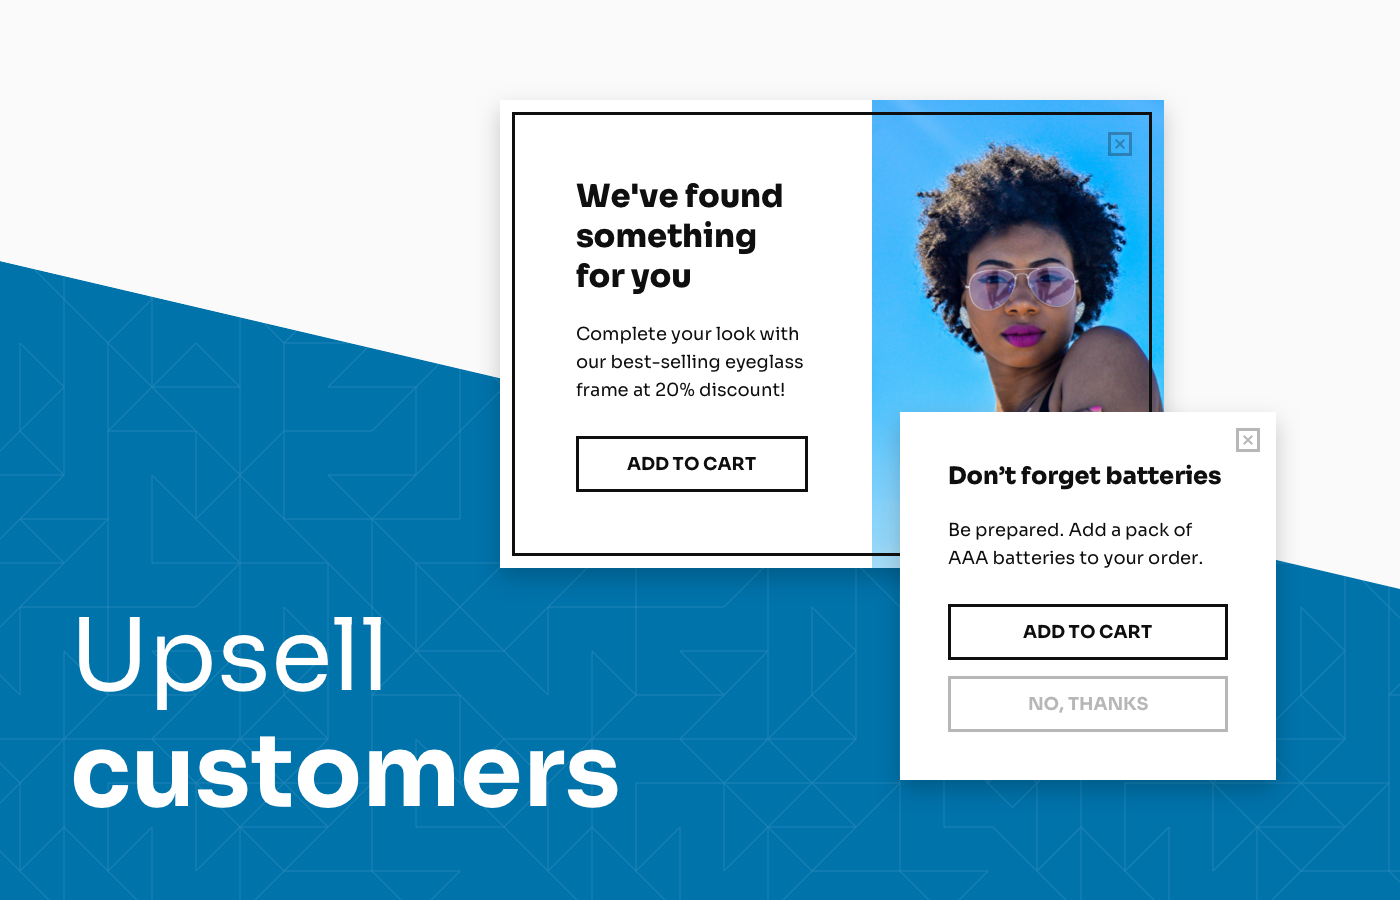 We've found
something
for you
Complete your look with
our best-selling eyeglass
frame at 20% discount!
ADD TO CART
Don’t forget batteries
Be prepared. Add a pack of
AAA batteries to your order.
ADD TO CART
NO, THANKS
Upsell
customers